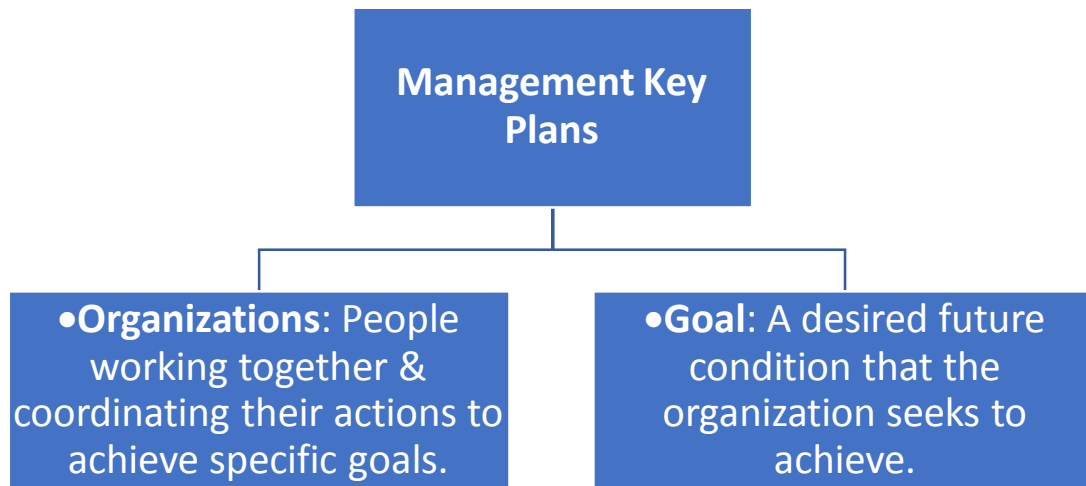 Management Key
Plans
•Organizations: People
working together &
coordinating their actions to
achieve specific goals.
•Goal: A desired future
condition that the
organization seeks to
achieve.